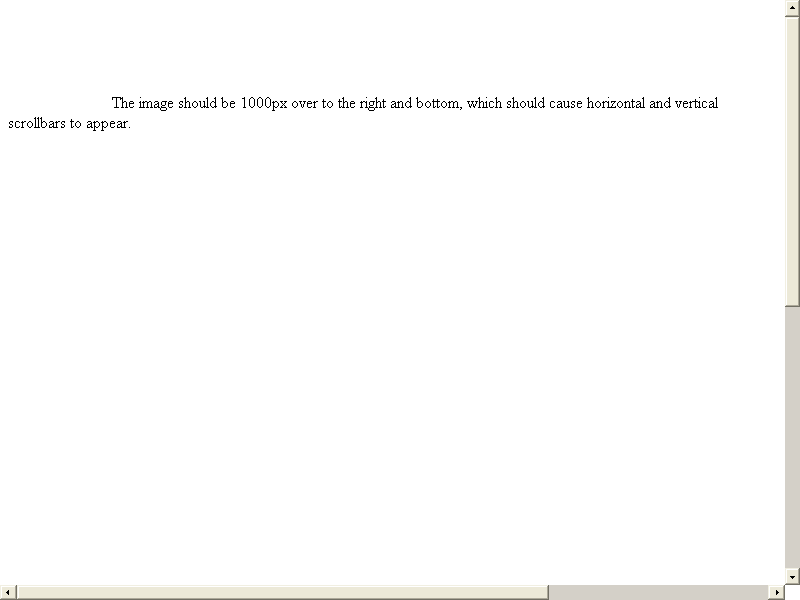 The image should be 1000px over to the right and bottom, which should cause horizontal and vertical
scrollbars to appear.